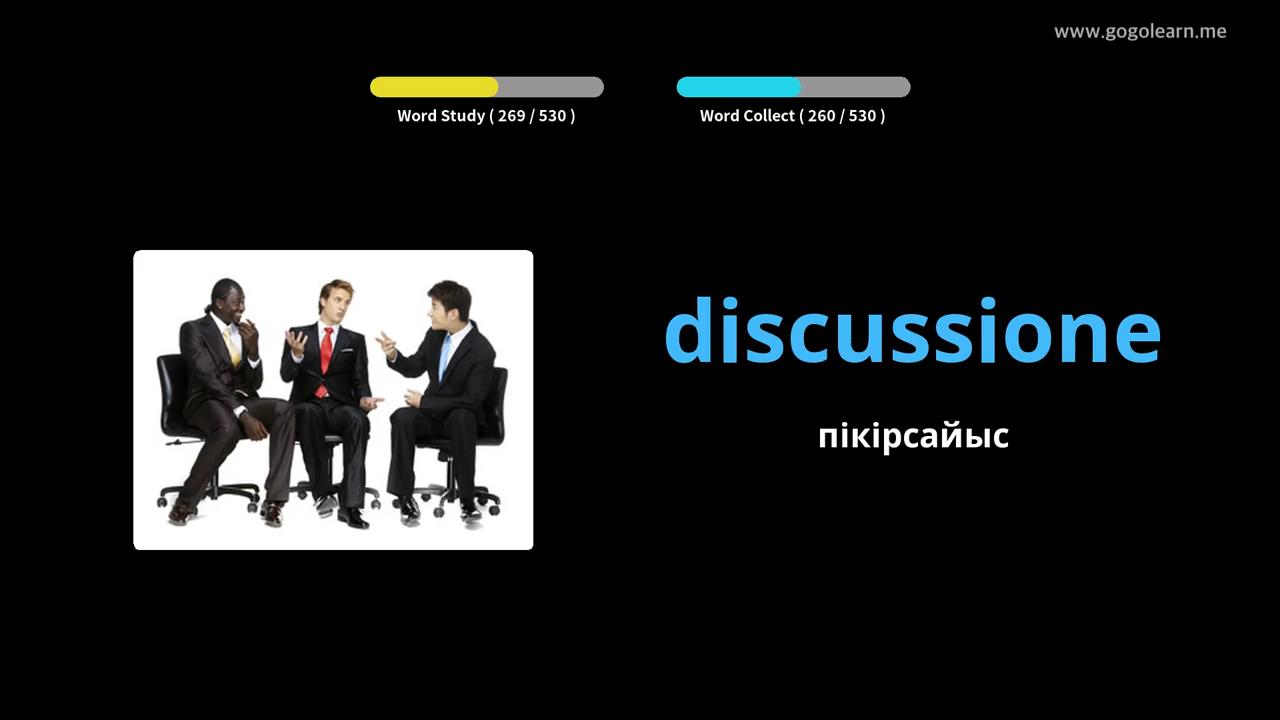 www.gogolearn.me
Word Study ( 269 / 530 )
Word Collect ( 260 / 530 )
discussione
пікірсайыс